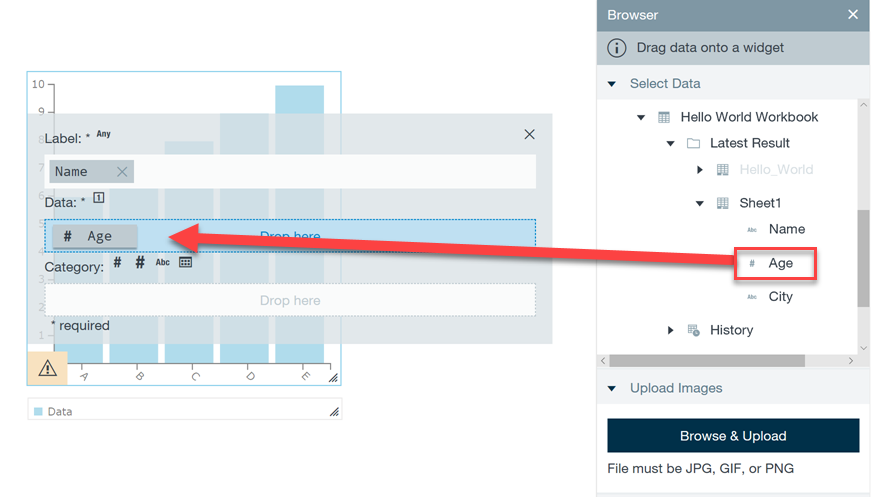 Browser
Drag data onto a widget
Select Data
Hello World Workbook
Latest Result
Hello_World
Sheet1
Abc Name
# Age
Abc City
History
Upload Images
Browse & Upload
File must be JPG, GIF, or PNG
10
9
8
7
6
5
4
3
2
1
A
B
C
D
E
Label: * Any
Name
Data: * 1
# Age
Drop here
Category: # # Abc
Drop here
* required
Data